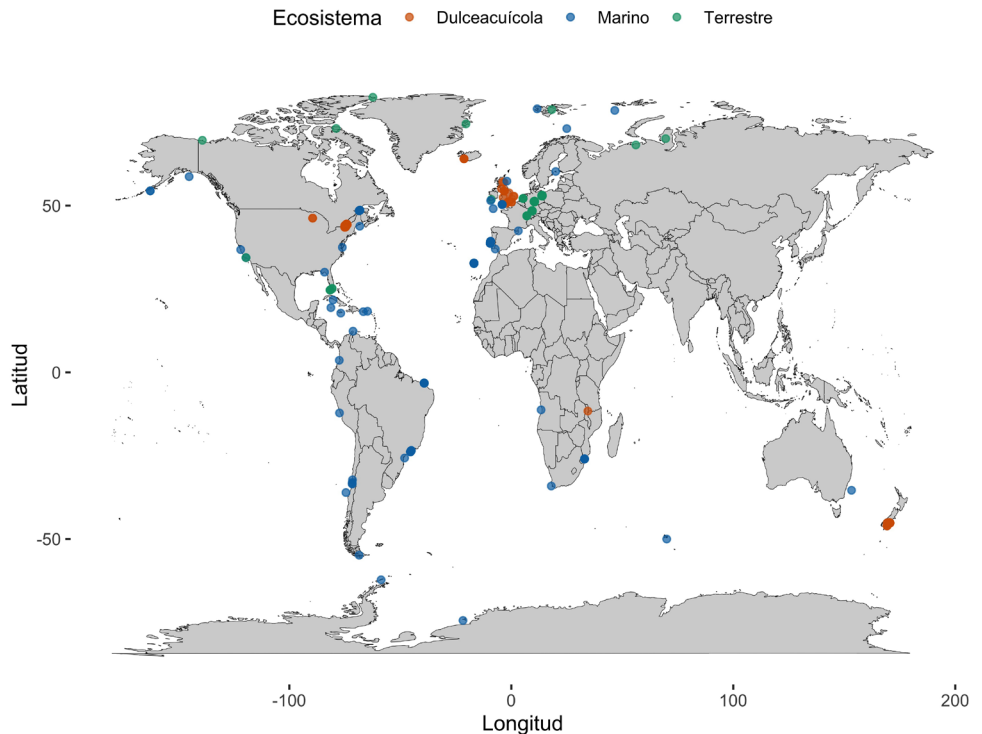 Ecosistema Dulceacuícola Marino Terrestre
50
0
-50
Latitud
-100 0 100 200
Longitud